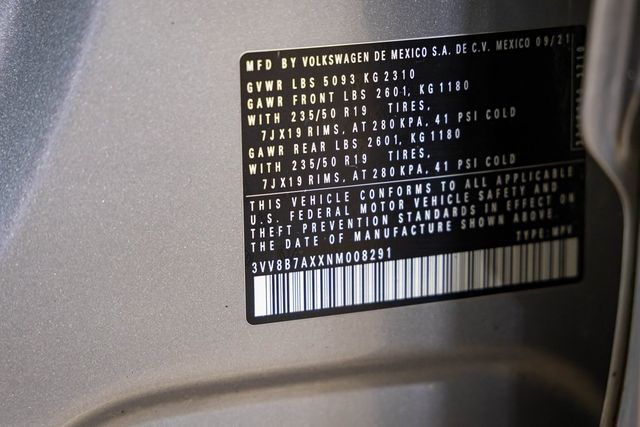 MFD BY VOLKSWAGEN DE MEXICO S.A. DE C.V. MEXICO 09/21
GVWR LBS 5093 KG 2310
GAWR FRONT LBS 2601, KG 1180
WITH 235/50 R19 TIRES,
7JX19 RIMS, AT 280 KPA, 41 PSI COLD
GAWR REAR LBS 2601, KG 1180
WITH 235/50 R19 TIRES,
7JX19 RIMS, AT 280 KPA, 41 PSI COLD
THIS VEHICLE CONFORMS TO ALL APPLICABLE
U.S. FEDERAL MOTOR VEHICLE SAFETY AND
THEFT PREVENTION STANDARDS IN EFFECT ON
THE DATE OF MANUFACTURE SHOWN ABOVE.
TYPE: MPV
3VV8B7AXXNM008291